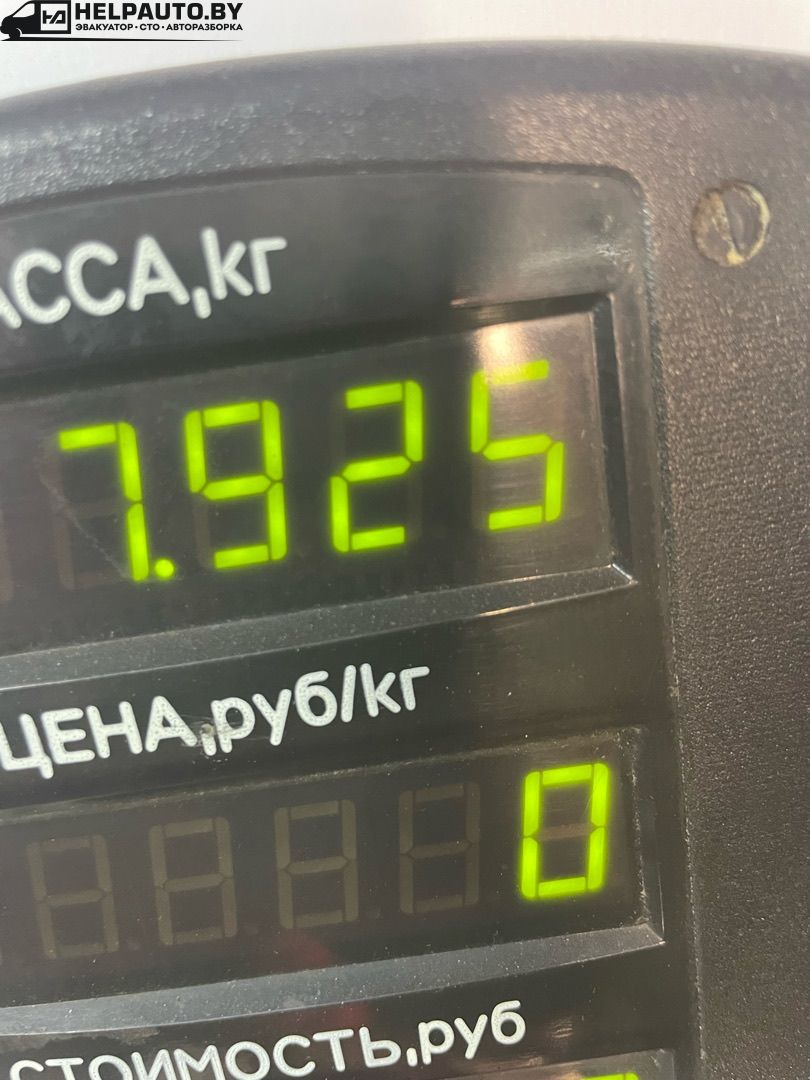 HELPAUTO.BY
ЭВАКУАТОР • СТО • АВТОРАЗБОРКА
АССА,кг
7.925
ЦЕНА,руб/кг
0
СТОИМОСТЬ,руб